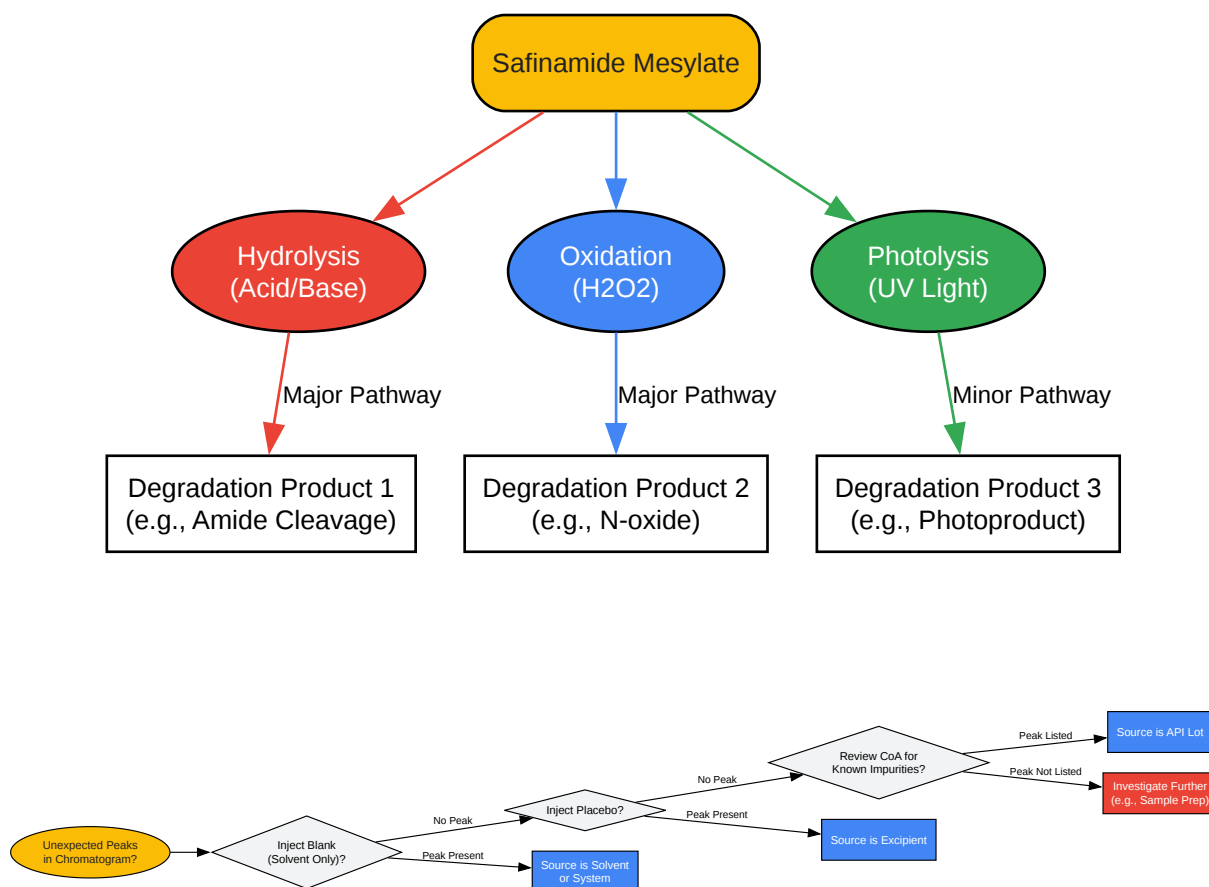 Safinamide Mesylate
Hydrolysis
(Acid/Base)
Oxidation
(H2O2)
Photolysis
(UV Light)
Major Pathway
Major Pathway
Minor Pathway
Degradation Product 1
(e.g., Amide Cleavage)
Degradation Product 2
(e.g., N-oxide)
Degradation Product 3
(e.g., Photoproduct)
Unexpected Peaks
in Chromatogram?
Inject Blank
(Solvent Only)?
No Peak
Peak Present
Source is Solvent
or System
Inject Placebo?
No Peak
Peak Present
Source is Excipient
Review CoA for
Known Impurities?
Peak Listed
Peak Not Listed
Source is API Lot
Investigate Further
(e.g., Sample Prep)